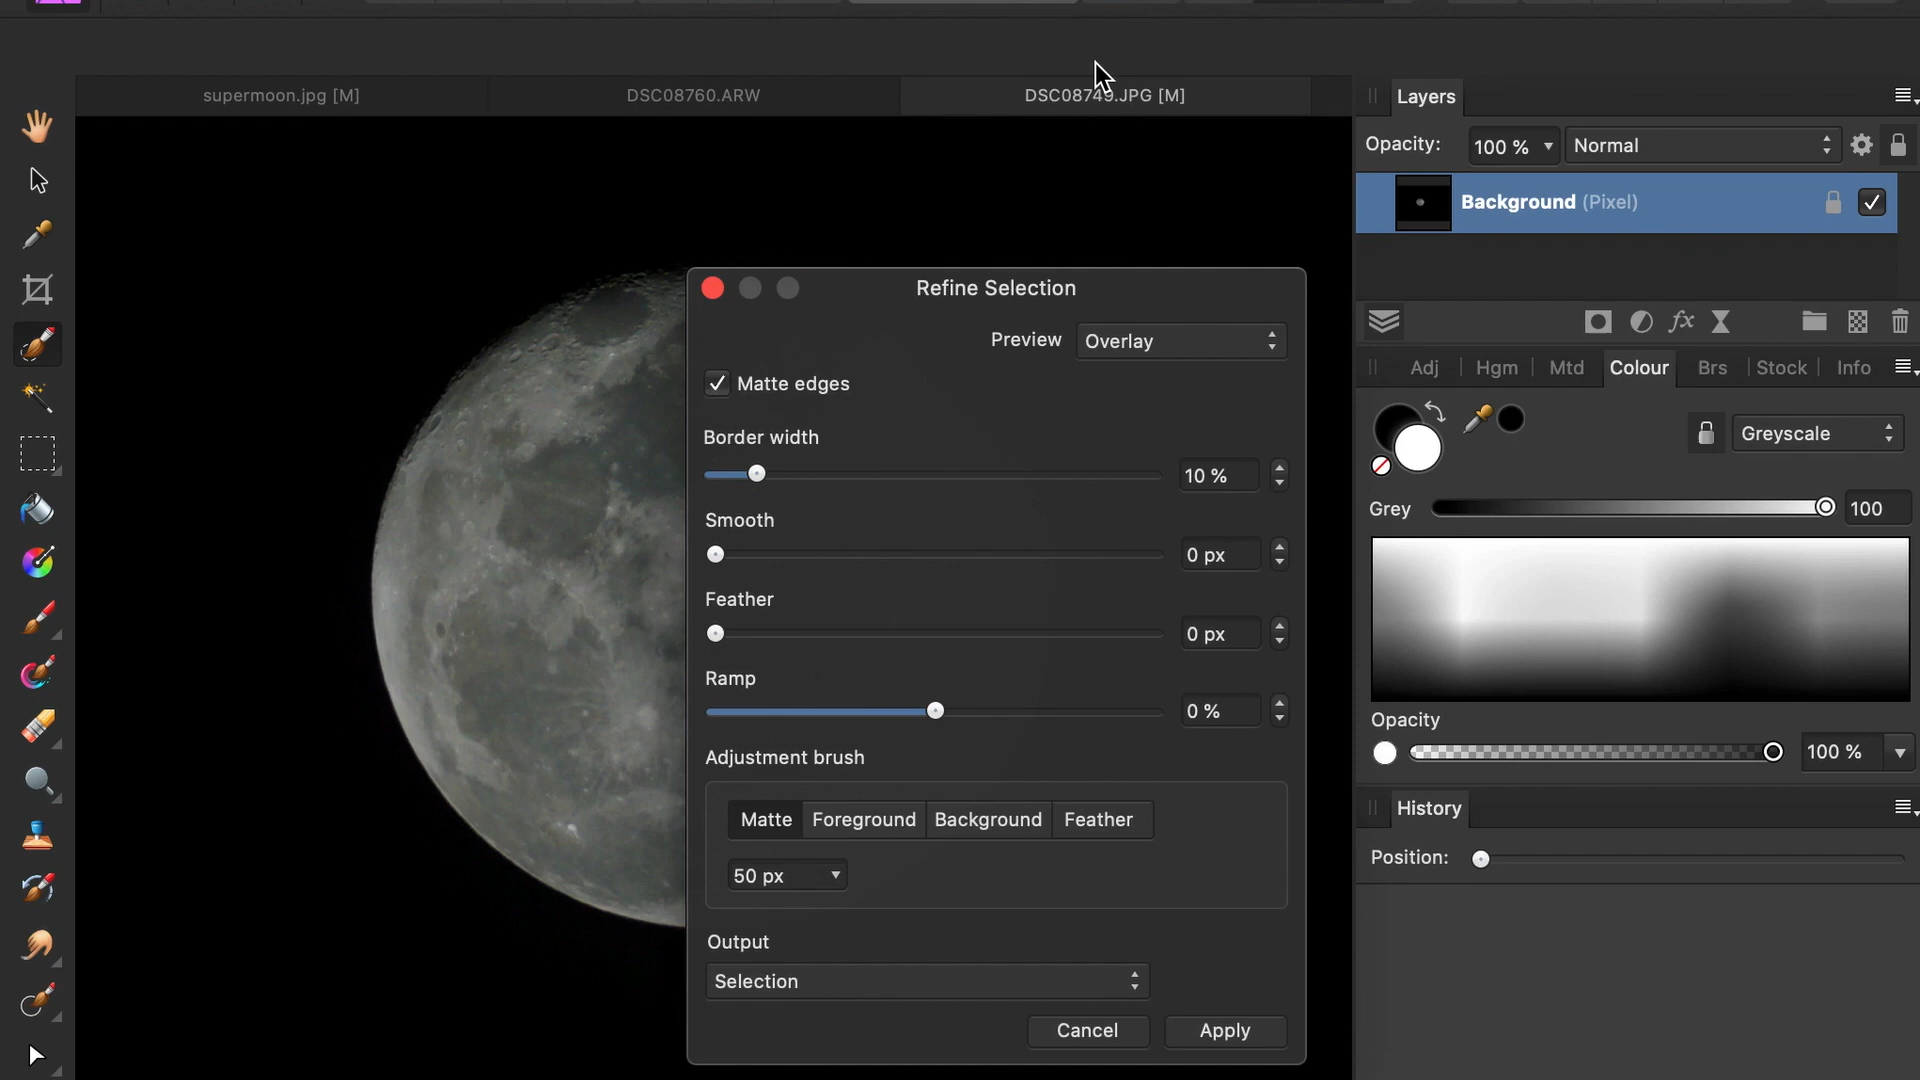 supermoon.jpg [M]
DSC08760.ARW
DSC08749.JPG [M]
Layers
Opacity:
100 %
Normal
Background (Pixel)
Refine Selection
Preview
Overlay
Matte edges
Border width
10 %
Smooth
0 px
Feather
0 px
Ramp
0 %
Adjustment brush
Matte
Foreground
Background
Feather
50 px
Output
Selection
Cancel
Apply
fx
Adj
Hgm
Mtd
Colour
Brs
Stock
Info
Greyscale
Grey
100
Opacity
100 %
History
Position: